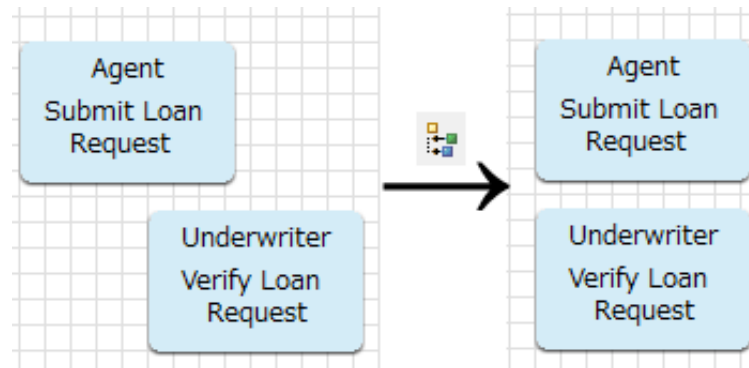 Agent
Submit Loan
Request
Underwriter
Verify Loan
Request
Agent
Submit Loan
Request
Underwriter
Verify Loan
Request